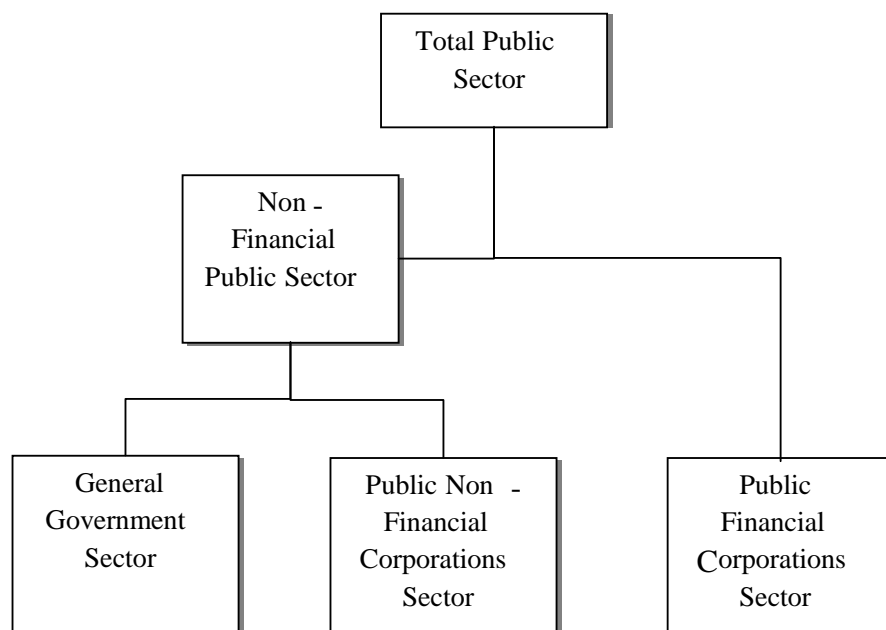 Total Public
Sector
Non -
Financial
Public Sector
General
Government
Sector
Public Non -
Financial
Corporations
Sector
Public
Financial
Corporations
Sector